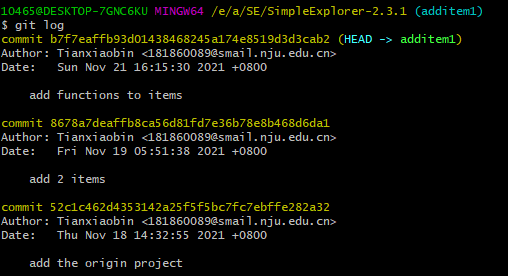 10465@DESKTOP-7GNC6KU MINGW64 /e/a/SE/SimpleExplorer-2.3.1 (additem1)
$ git log
commit b7f7eaffb93d01438468245a174e8519d3d3cab2 (HEAD -> additem1)
Author: Tianxiaobin <181860089@smail.nju.edu.cn>
Date:   Sun Nov 21 16:15:30 2021 +0800
    add functions to items
commit 8678a7deaffb8ca56d81fd7e36b78e8b468d6da1
Author: Tianxiaobin <181860089@smail.nju.edu.cn>
Date:   Fri Nov 19 05:51:38 2021 +0800
    add 2 items
commit 52c1c462d4353142a25f5f5bc7fc7ebffe282a32
Author: Tianxiaobin <181860089@smail.nju.edu.cn>
Date:   Thu Nov 18 14:32:55 2021 +0800
    add the origin project